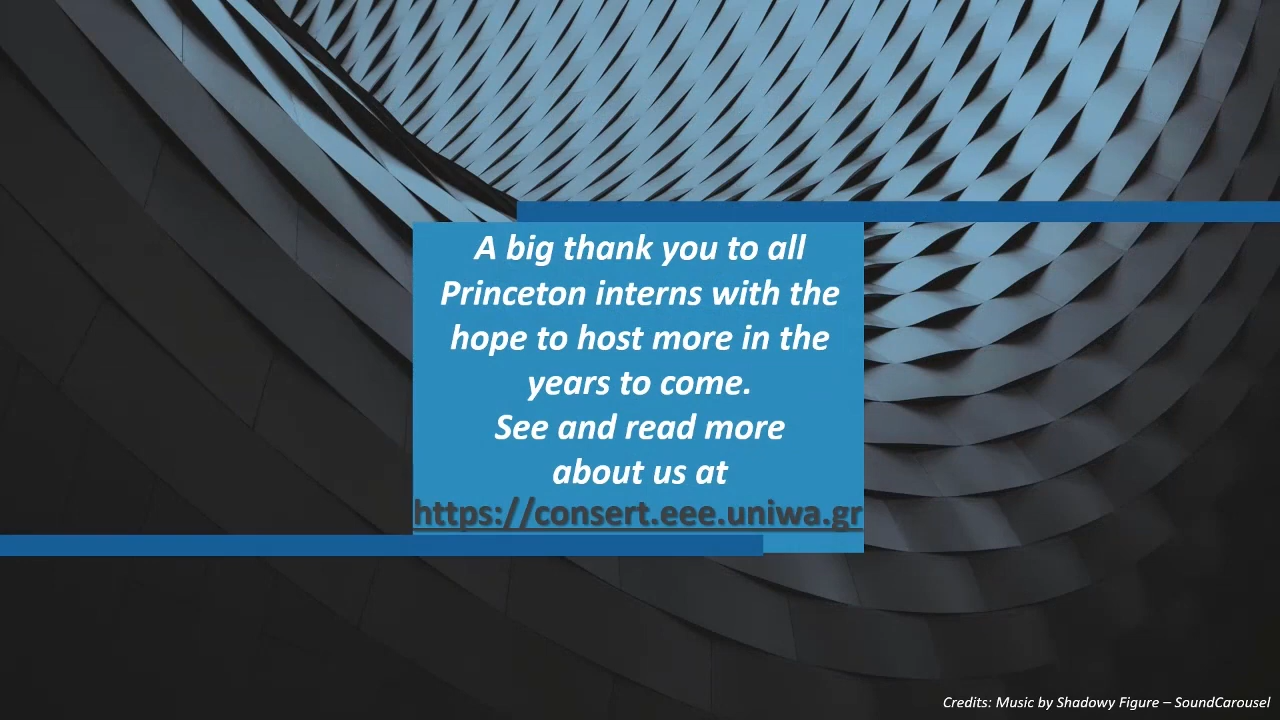 A big thank you to all
Princeton interns with the
hope to host more in the
years to come.
See and read more
about us at
https://consert.eee.uniwa.gr
Credits: Music by Shadowy Figure – SoundCarousel